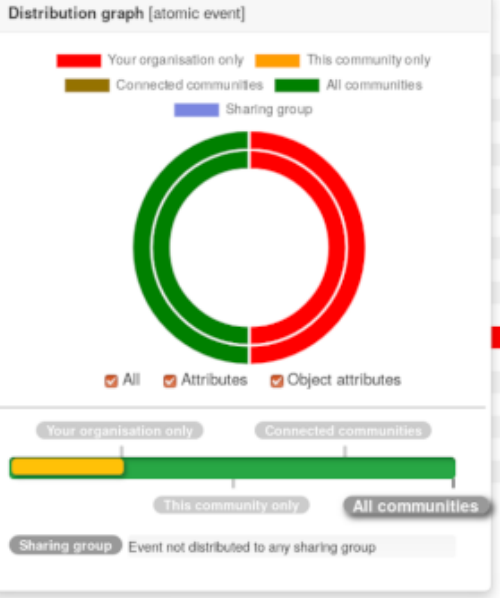 Distribution graph [atomic event]
Your organisation only This community only
Connected communities All communities
Sharing group
All Attributes Object attributes
Your organisation only Connected communities
This community only All communities
Sharing group Event not distributed to any sharing group